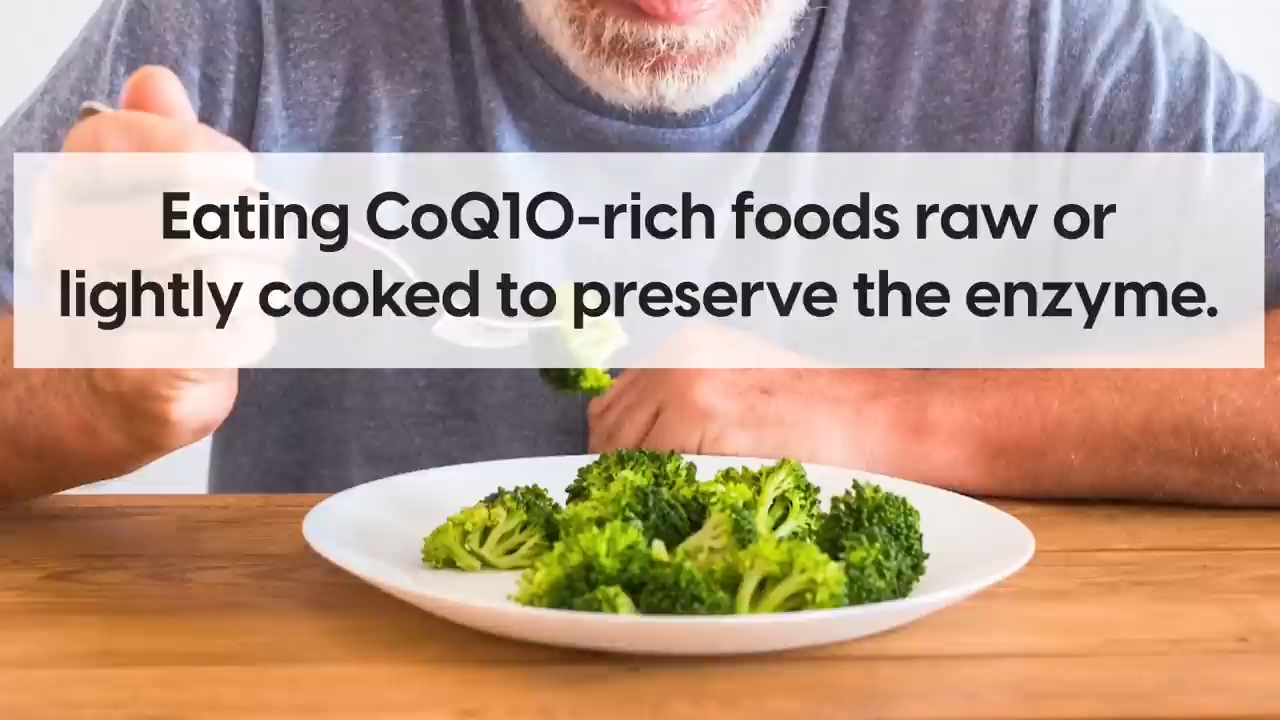 Eating CoQ10-rich foods raw or
lightly cooked to preserve the enzyme.